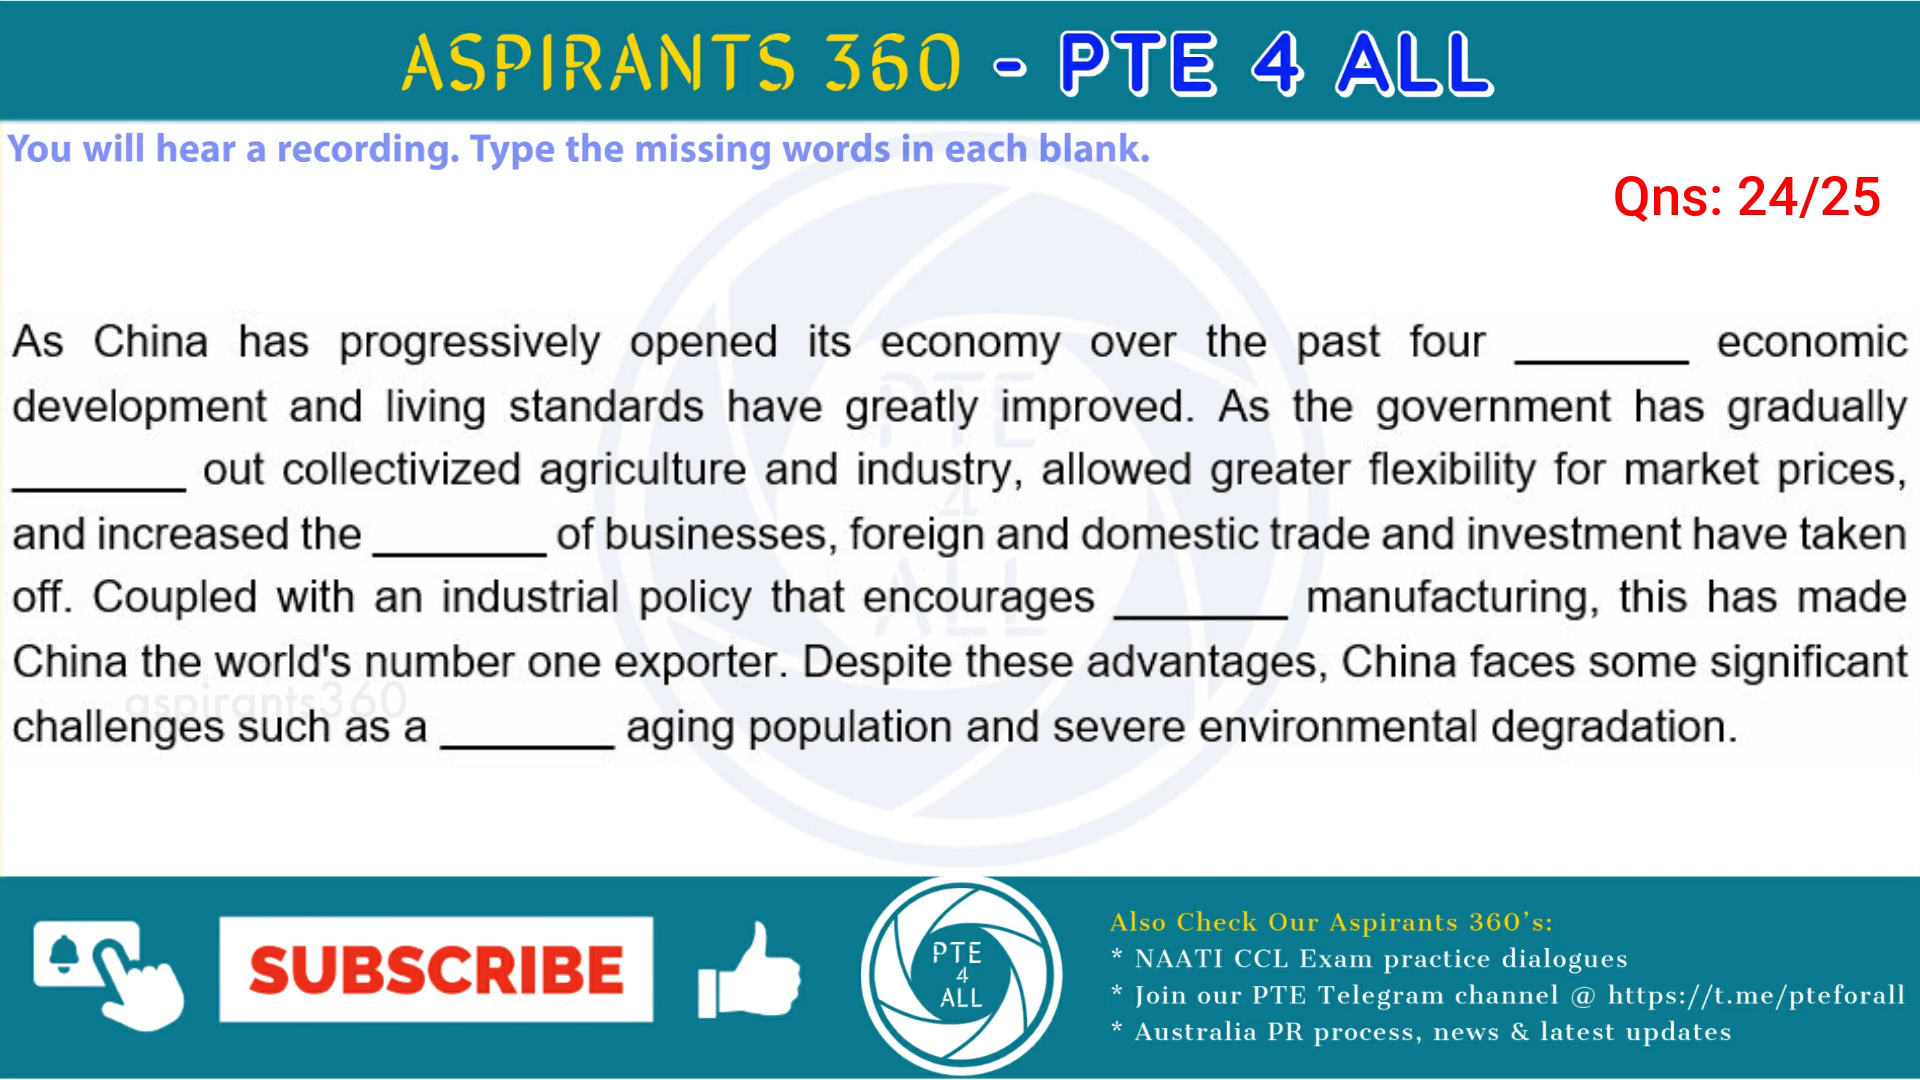 ASPIRANTS 360 - PTE 4 ALL
You will hear a recording. Type the missing words in each blank.
Qns: 24/25
As China has progressively opened its economy over the past four _______ economic
development and living standards have greatly improved. As the government has gradually
_______ out collectivized agriculture and industry, allowed greater flexibility for market prices,
and increased the _______ of businesses, foreign and domestic trade and investment have taken
off. Coupled with an industrial policy that encourages _______ manufacturing, this has made
China the world's number one exporter. Despite these advantages, China faces some significant
aspirants360
challenges such as a _______ aging population and severe environmental degradation.
PTE
4
ALL
SUBSCRIBE
PTE
4
ALL
Also Check Our Aspirants 360's:
* NAATI CCL Exam practice dialogues
* Join our PTE Telegram channel @ https://t.me/pteforall
* Australia PR process, news & latest updates